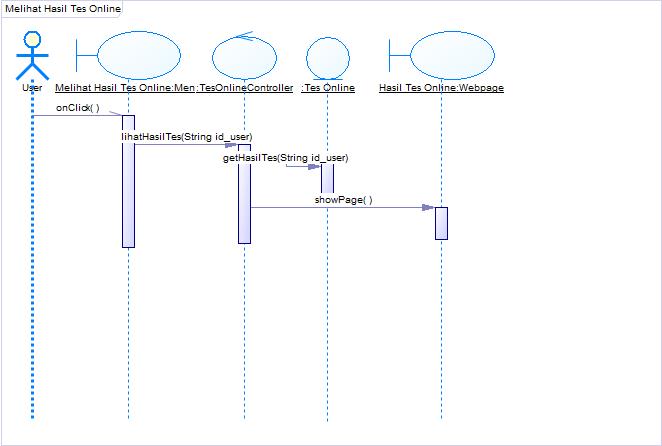 Melihat Hasil Tes Online
User
Melihat Hasil Tes Online:Men
:TesOnlineController
:Tes Online
Hasil Tes Online:Webpage
onClick( )
lihatHasilTes(String id_user)
getHasilTes(String id_user)
showPage( )